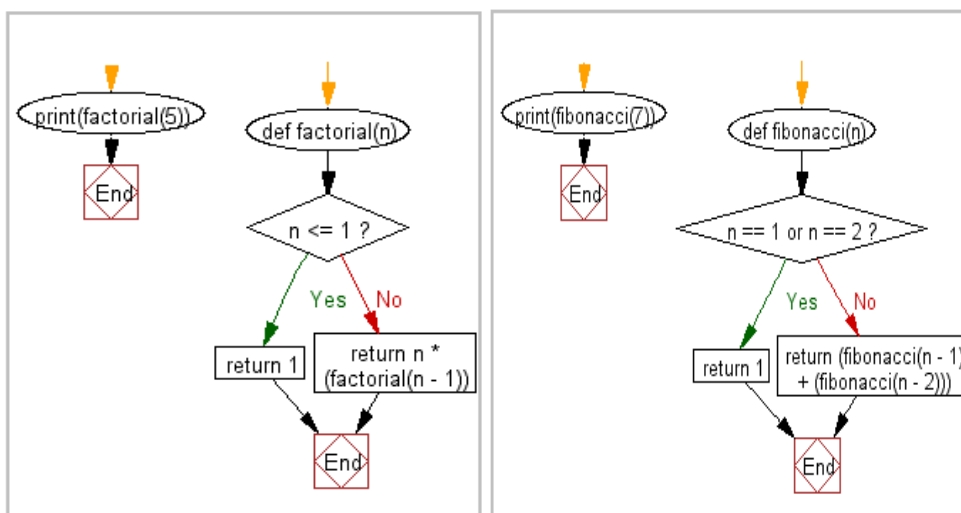 print(factorial(5))
End
def factorial(n)
n <= 1 ?
Yes
No
return 1
return n *
(factorial(n - 1))
End
print(fibonacci(7))
End
def fibonacci(n)
n == 1 or n == 2 ?
Yes
No
return 1
return (fibonacci(n - 1)
+ (fibonacci(n - 2)))
End